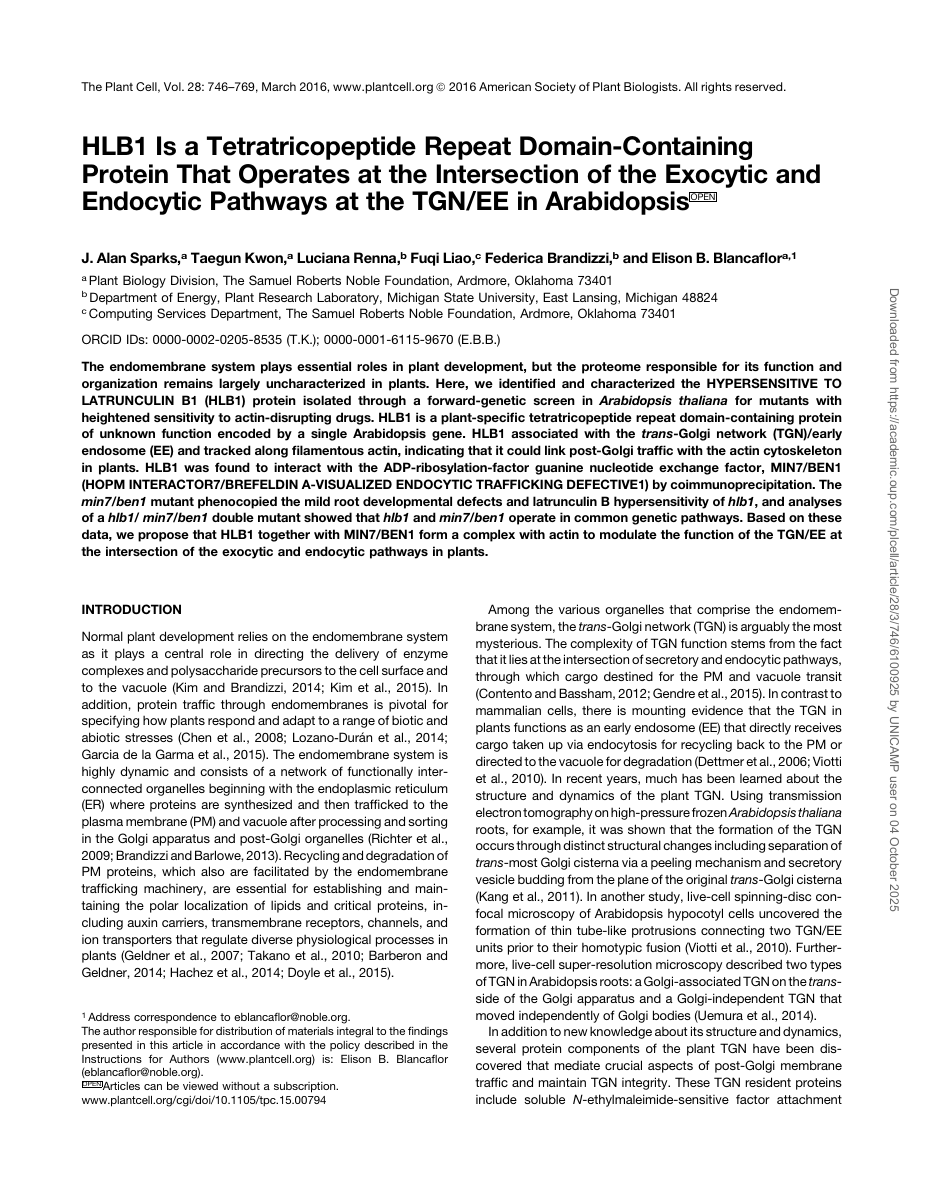 The Plant Cell, Vol. 28: 746–769, March 2016, www.plantcell.org © 2016 American Society of Plant Biologists. All rights reserved.
HLB1 Is a Tetratricopeptide Repeat Domain-Containing
Protein That Operates at the Intersection of the Exocytic and
Endocytic Pathways at the TGN/EE in Arabidopsis OPEN
J. Alan Sparks,a Taegun Kwon,a Luciana Renna,b Fuqi Liao,c Federica Brandizzi,b and Elison B. Blancaflora,1
a Plant Biology Division, The Samuel Roberts Noble Foundation, Ardmore, Oklahoma 73401
b Department of Energy, Plant Research Laboratory, Michigan State University, East Lansing, Michigan 48824
c Computing Services Department, The Samuel Roberts Noble Foundation, Ardmore, Oklahoma 73401
ORCID IDs: 0000-0002-0205-8535 (T.K.); 0000-0001-6115-9670 (E.B.B.)
The endomembrane system plays essential roles in plant development, but the proteome responsible for its function and
organization remains largely uncharacterized in plants. Here, we identified and characterized the HYPERSENSITIVE TO
LATRUNCULIN B1 (HLB1) protein isolated through a forward-genetic screen in Arabidopsis thaliana for mutants with
heightened sensitivity to actin-disrupting drugs. HLB1 is a plant-specific tetratricopeptide repeat domain-containing protein
of unknown function encoded by a single Arabidopsis gene. HLB1 associated with the trans-Golgi network (TGN)/early
endosome (EE) and tracked along filamentous actin, indicating that it could link post-Golgi traffic with the actin cytoskeleton
in plants. HLB1 was found to interact with the ADP-ribosylation-factor guanine nucleotide exchange factor, MIN7/BEN1
(HOPM INTERACTOR7/BREFELDIN A-VISUALIZED ENDOCYTIC TRAFFICKING DEFECTIVE1) by coimmunoprecipitation. The
min7/ben1 mutant phenocopied the mild root developmental defects and latrunculin B hypersensitivity of hlb1, and analyses
of a hlb1/ min7/ben1 double mutant showed that hlb1 and min7/ben1 operate in common genetic pathways. Based on these
data, we propose that HLB1 together with MIN7/BEN1 form a complex with actin to modulate the function of the TGN/EE at
the intersection of the exocytic and endocytic pathways in plants.
INTRODUCTION
Normal plant development relies on the endomembrane system
as it plays a central role in directing the delivery of enzyme
complexes and polysaccharide precursors to the cell surface and
to the vacuole (Kim and Brandizzi, 2014; Kim et al., 2015). In
addition, protein traffic through endomembranes is pivotal for
specifying how plants respond and adapt to a range of biotic and
abiotic stresses (Chen et al., 2008; Lozano-Durán et al., 2014;
Garcia de la Garma et al., 2015). The endomembrane system is
highly dynamic and consists of a network of functionally inter-
connected organelles beginning with the endoplasmic reticulum
(ER) where proteins are synthesized and then trafficked to the
plasma membrane (PM) and vacuole after processing and sorting
in the Golgi apparatus and post-Golgi organelles (Richter et al.,
2009; Brandizzi and Barlowe, 2013). Recycling and degradation of
PM proteins, which also are facilitated by the endomembrane
trafficking machinery, are essential for establishing and main-
taining the polar localization of lipids and critical proteins, in-
cluding auxin carriers, transmembrane receptors, channels, and
ion transporters that regulate diverse physiological processes in
plants (Geldner et al., 2007; Takano et al., 2010; Barberon and
Geldner, 2014; Hachez et al., 2014; Doyle et al., 2015).
1 Address correspondence to eblancaflor@noble.org.
The author responsible for distribution of materials integral to the findings
presented in this article in accordance with the policy described in the
Instructions for Authors (www.plantcell.org) is: Elison B. Blancaflor
(eblancaflor@noble.org).
OPEN Articles can be viewed without a subscription.
www.plantcell.org/cgi/doi/10.1105/tpc.15.00794
Among the various organelles that comprise the endomem-
brane system, the trans-Golgi network (TGN) is arguably the most
mysterious. The complexity of TGN function stems from the fact
that it lies at the intersection of secretory and endocytic pathways,
through which cargo destined for the PM and vacuole transit
(Contento and Bassham, 2012; Gendre et al., 2015). In contrast to
mammalian cells, there is mounting evidence that the TGN in
plants functions as an early endosome (EE) that directly receives
cargo taken up via endocytosis for recycling back to the PM or
directed to the vacuole for degradation (Dettmer et al., 2006; Viotti
et al., 2010). In recent years, much has been learned about the
structure and dynamics of the plant TGN. Using transmission
electron tomography on high-pressure frozen Arabidopsis thaliana
roots, for example, it was shown that the formation of the TGN
occurs through distinct structural changes including separation of
trans-most Golgi cisterna via a peeling mechanism and secretory
vesicle budding from the plane of the original trans-Golgi cisterna
(Kang et al., 2011). In another study, live-cell spinning-disc con-
focal microscopy of Arabidopsis hypocotyl cells uncovered the
formation of thin tube-like protrusions connecting two TGN/EE
units prior to their homotypic fusion (Viotti et al., 2010). Further-
more, live-cell super-resolution microscopy described two types
of TGN in Arabidopsis roots: a Golgi-associated TGN on the trans-
side of the Golgi apparatus and a Golgi-independent TGN that
moved independently of Golgi bodies (Uemura et al., 2014).
In addition to new knowledge about its structure and dynamics,
several protein components of the plant TGN have been dis-
covered that mediate crucial aspects of post-Golgi membrane
traffic and maintain TGN integrity. These TGN resident proteins
include soluble N-ethylmaleimide-sensitive factor attachment
Downloaded from https://academic.oup.com/plcell/article/28/3/746/6100925 by UNICAMP user on 04 October 2025